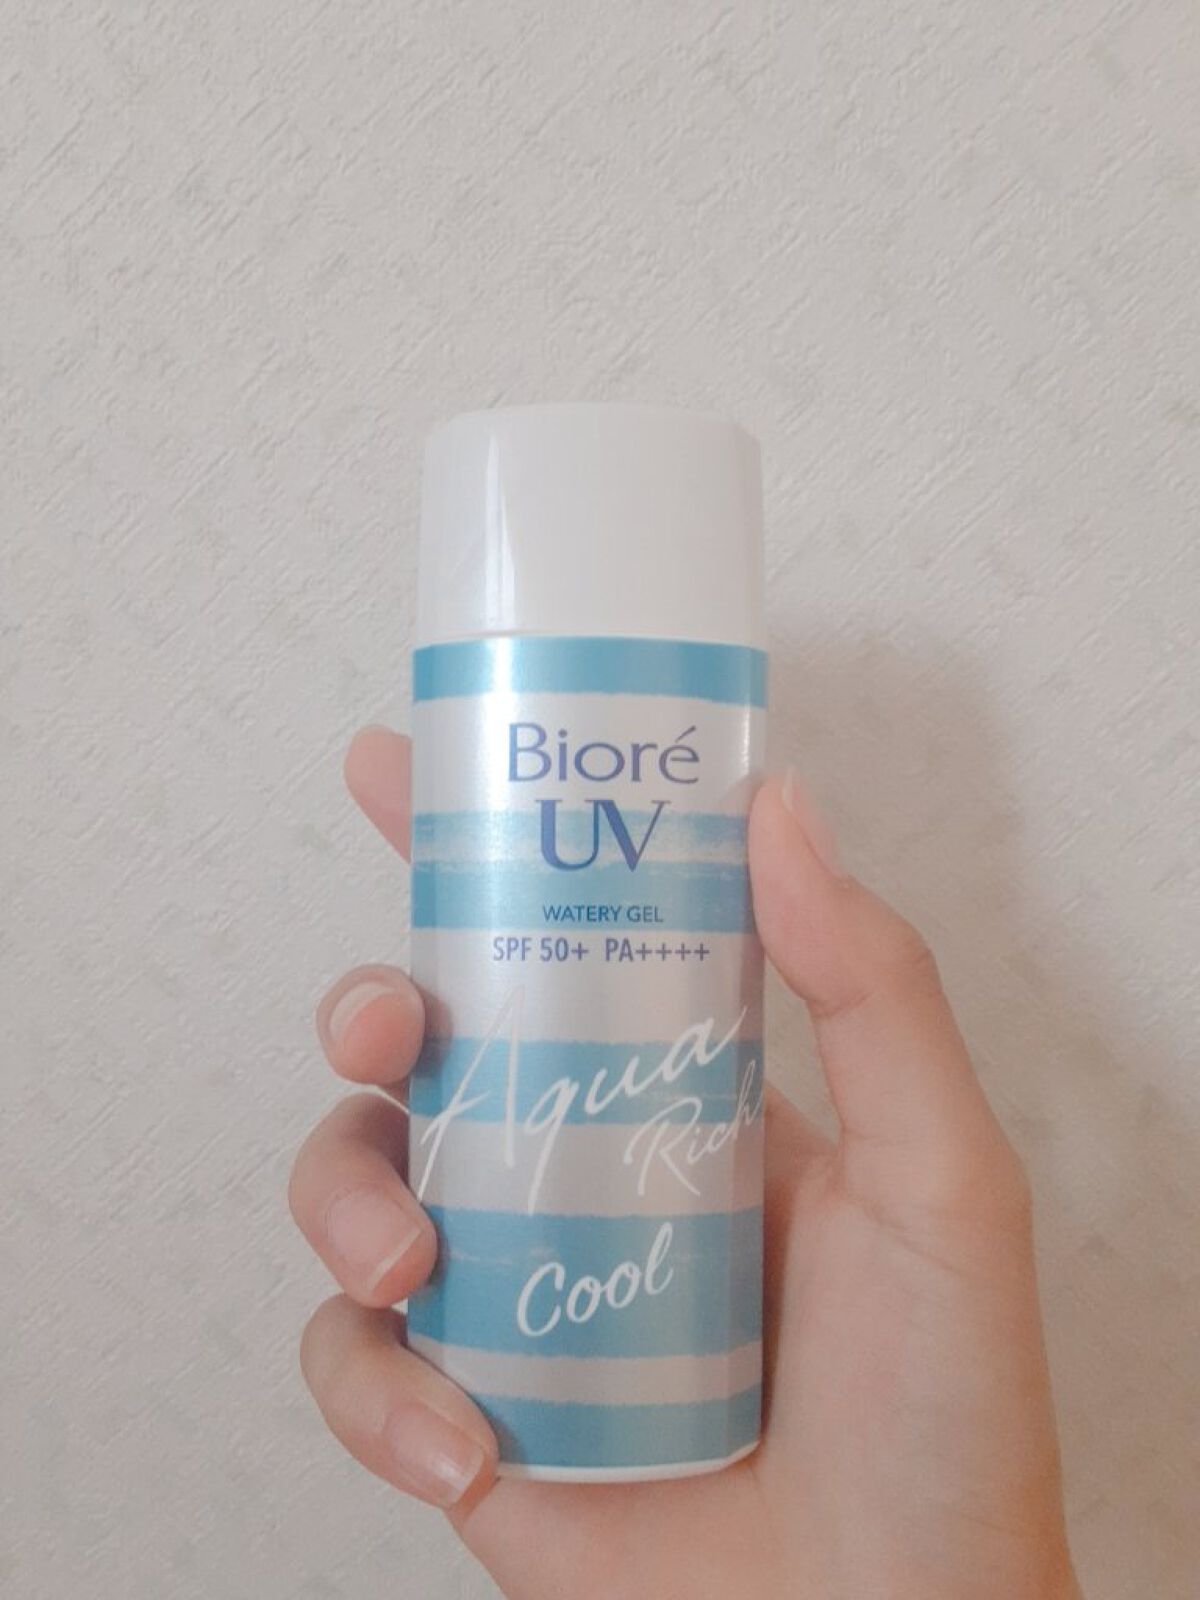 Bioré
UV
WATERY GEL
SPF 50+ PA++++
Aqua
Rich
Cool